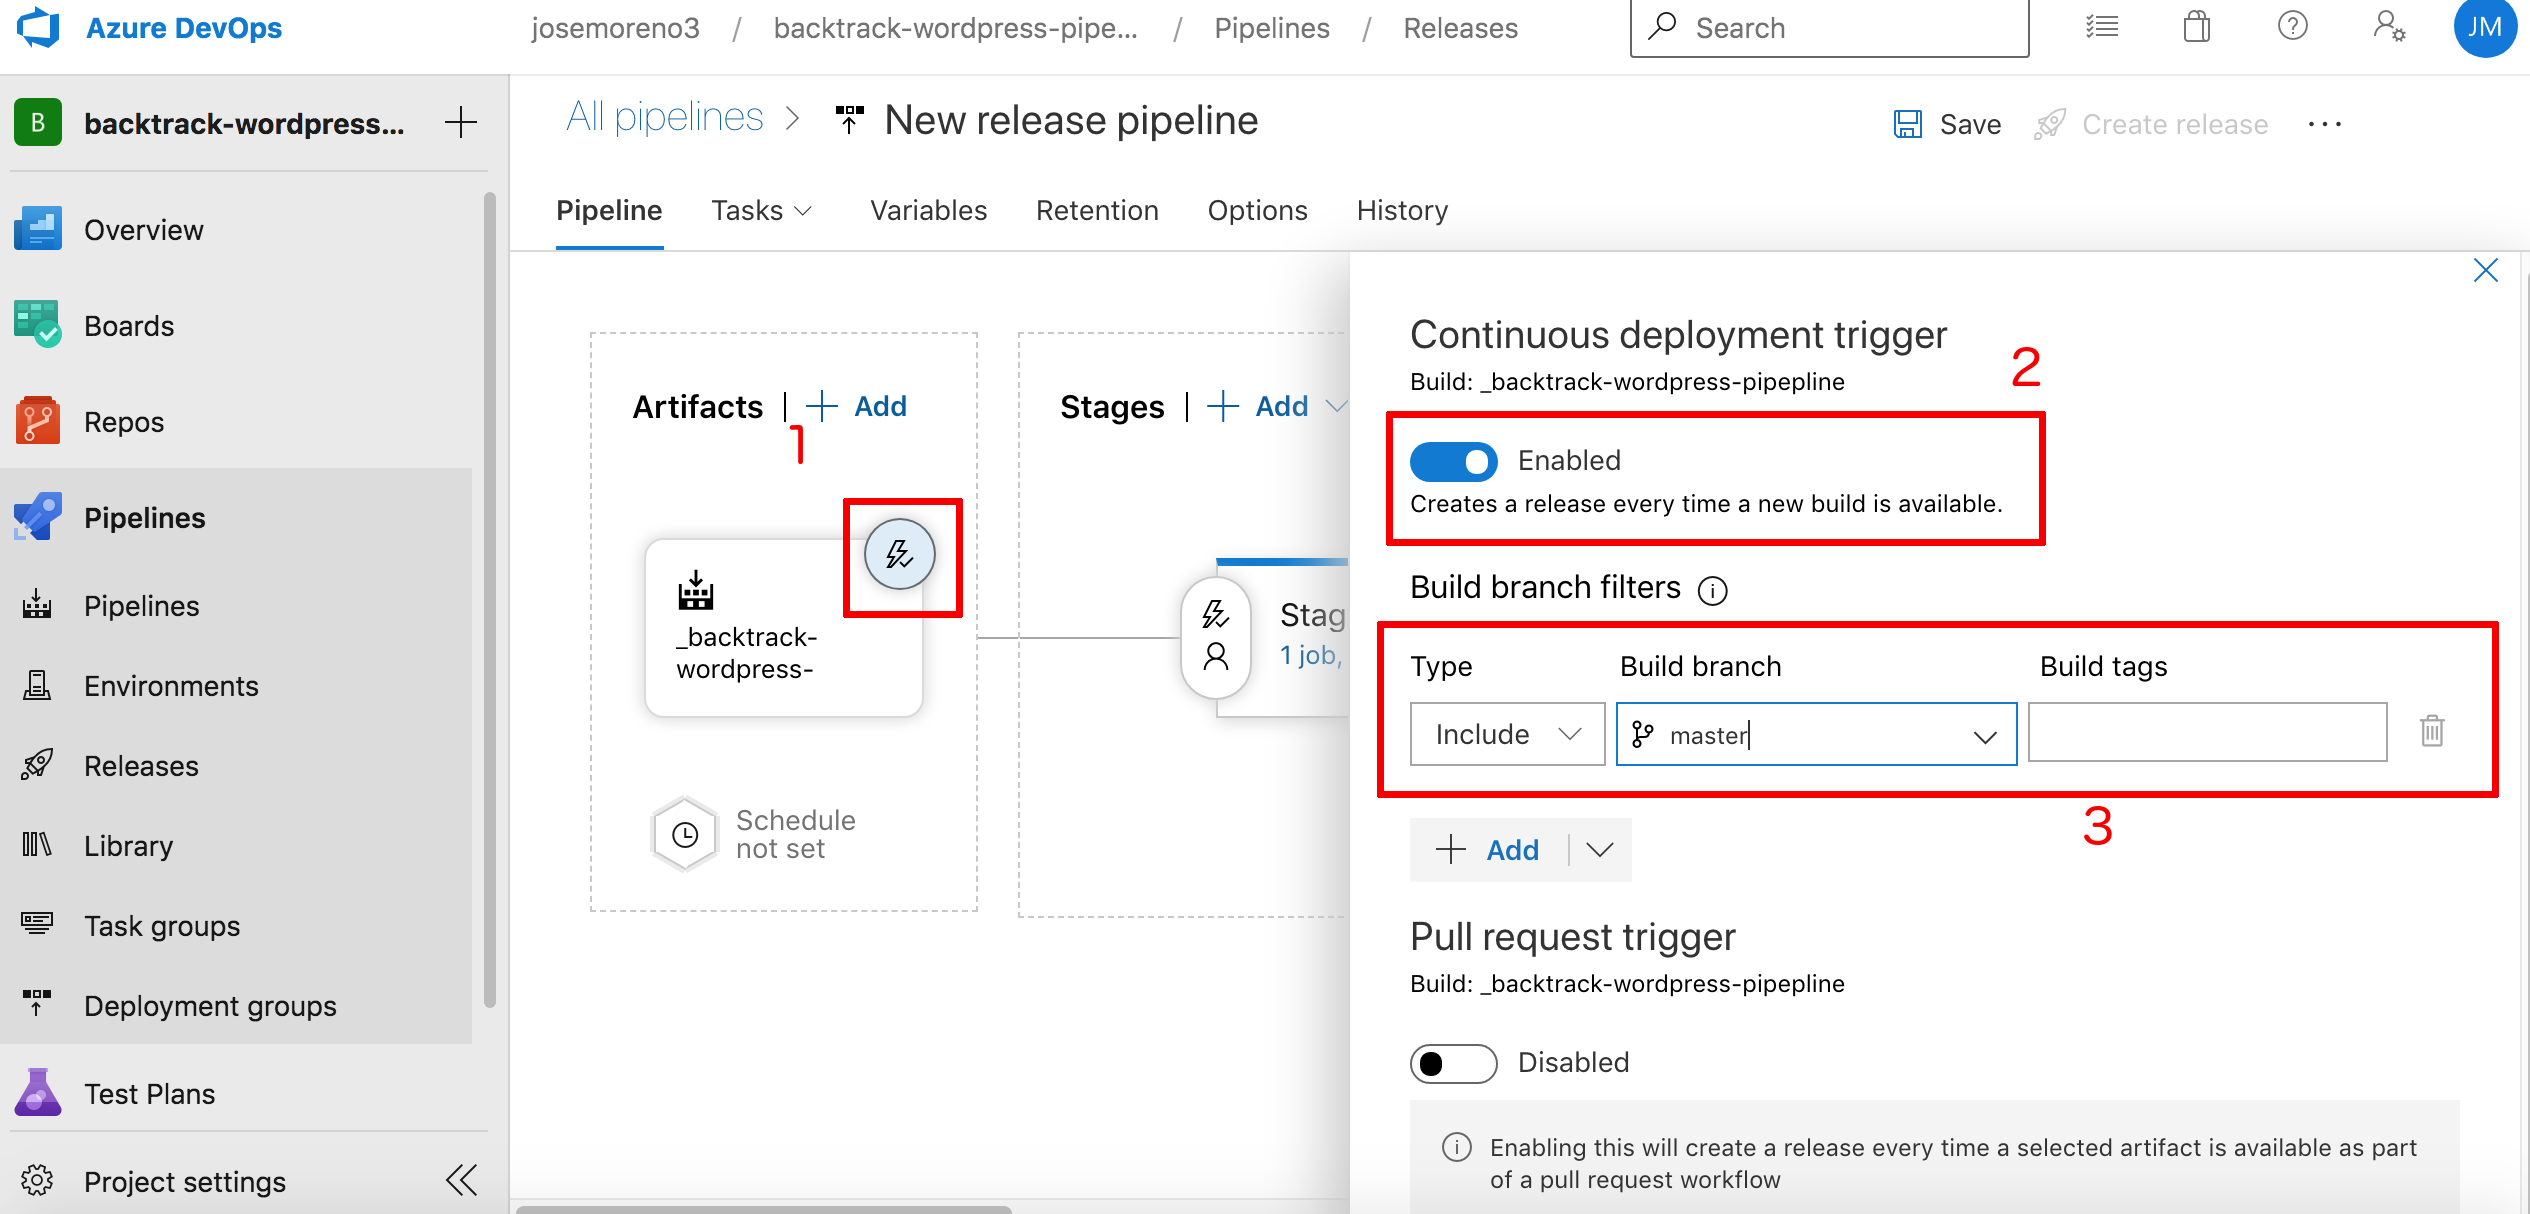 Azure DevOps
josemoreno3 / backtrack-wordpress-pipe... / Pipelines / Releases
Search
JM
B backtrack-wordpress...
Overview
Boards
Repos
Pipelines
Pipelines
Environments
Releases
Library
Task groups
Deployment groups
Test Plans
Project settings
All pipelines > New release pipeline
Save
Create release
Pipeline Tasks Variables Retention Options History
Artifacts | + Add
1
_backtrack-
wordpress-
Schedule
not set
Stages | + Add
Stag
1 job,
Continuous deployment trigger
2
Build: _backtrack-wordpress-pipepline
Enabled
Creates a release every time a new build is available.
Build branch filters
Type Build branch Build tags
Include master
3
+ Add
Pull request trigger
Build: _backtrack-wordpress-pipepline
Disabled
Enabling this will create a release every time a selected artifact is available as part
of a pull request workflow